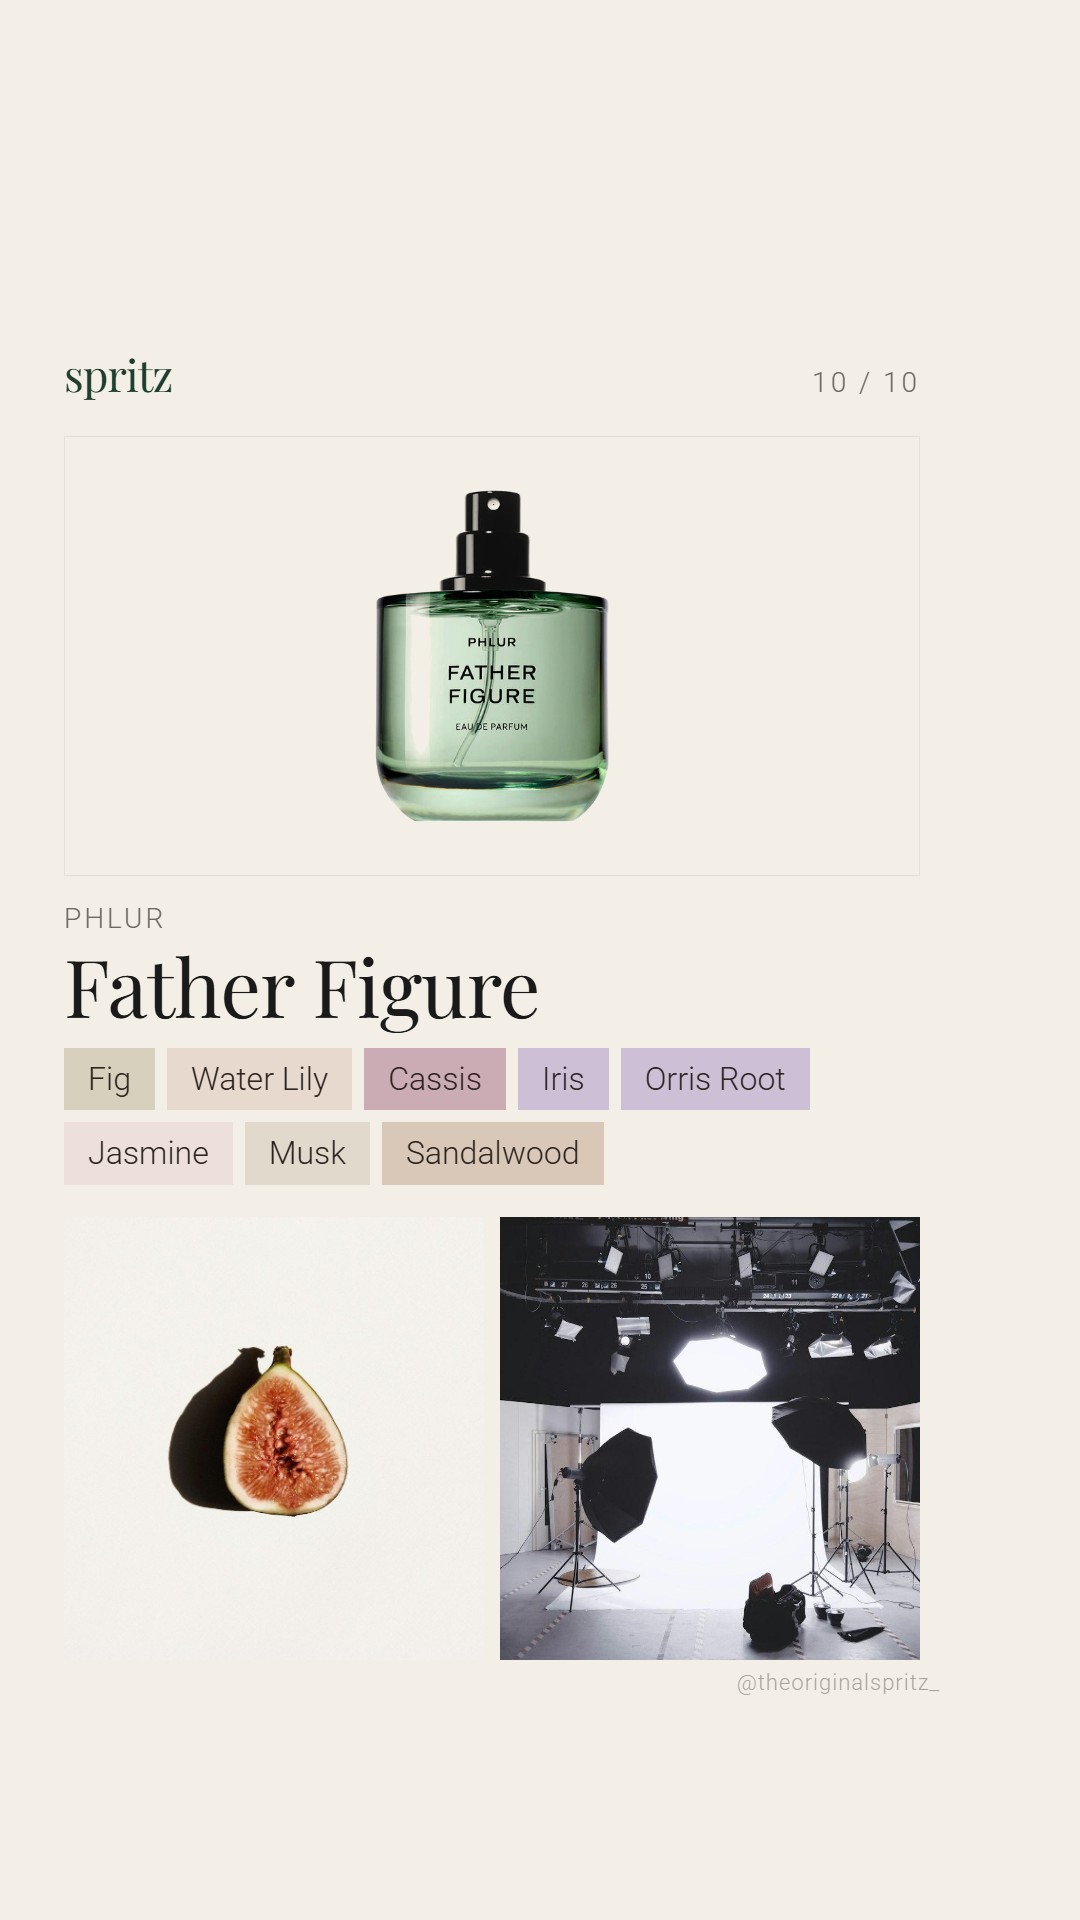 spritz
10 / 10
PHLUR
FATHER
FIGURE
EAU DE PARFUM
PHLUR
Father Figure
Fig Water Lily Cassis Iris Orris Root
Jasmine Musk Sandalwood
@theoriginalspritz_